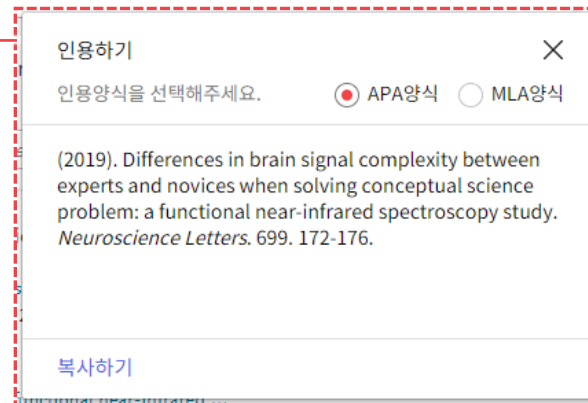 인용하기
인용양식을 선택해주세요. APA양식 MLA양식
(2019). Differences in brain signal complexity between
experts and novices when solving conceptual science
problem: a functional near-infrared spectroscopy study.
Neuroscience Letters. 699. 172-176.
복사하기